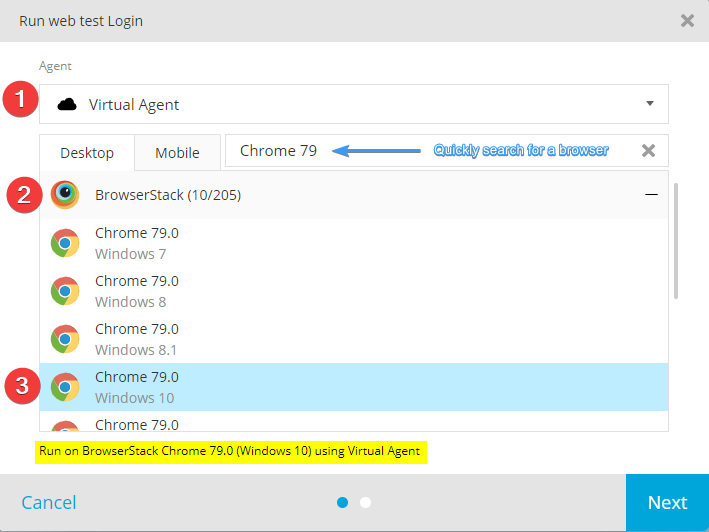 Run web test Login
Agent
1
Virtual Agent
Desktop
Mobile
Chrome 79
Quickly search for a browser
2
BrowserStack (10/205)
Chrome 79.0
Windows 7
Chrome 79.0
Windows 8
Chrome 79.0
Windows 8.1
3
Chrome 79.0
Windows 10
Chrome 79.0
Run on BrowserStack Chrome 79.0 (Windows 10) using Virtual Agent
Cancel
Next